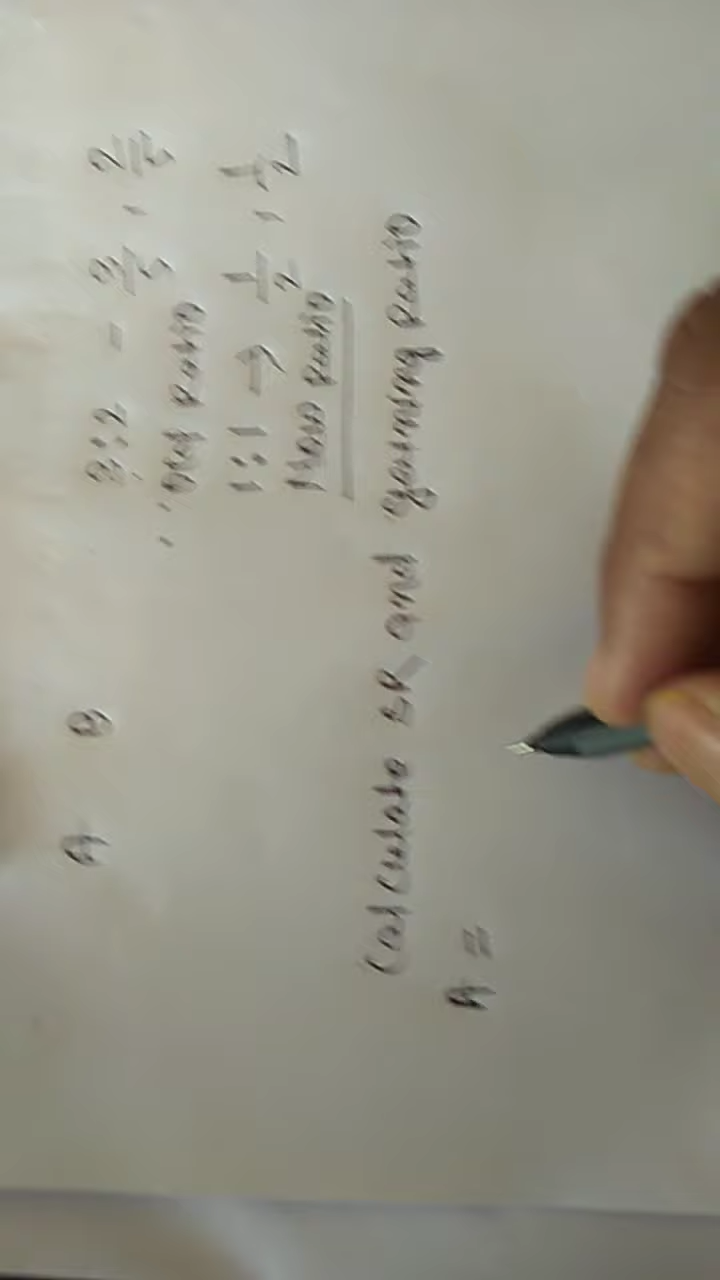 A B 3:2 - 3/5, 2/5
Old Ratio
1:1 → 1/2, 1/2
New Ratio
Calculate SR and gaining Ratio
A =